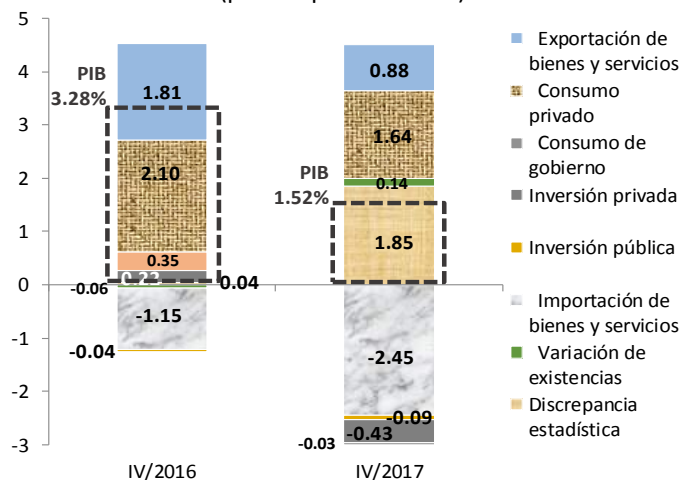 5
4
3
2
1
0
-1
-2
-3
PIB
3.28%
1.81
2.10
0.35
0.04
-0.06
-1.15
-0.04
IV/2016
PIB
1.52%
0.88
1.64
0.14
1.85
-2.45
-0.09
-0.43
-0.03
IV/2017
Exportación de
bienes y servicios
Consumo
privado
Consumo de
gobierno
Inversión privada
Inversión pública
Importación de
bienes y servicios
Variación de
existencias
Discrepancia
estadística